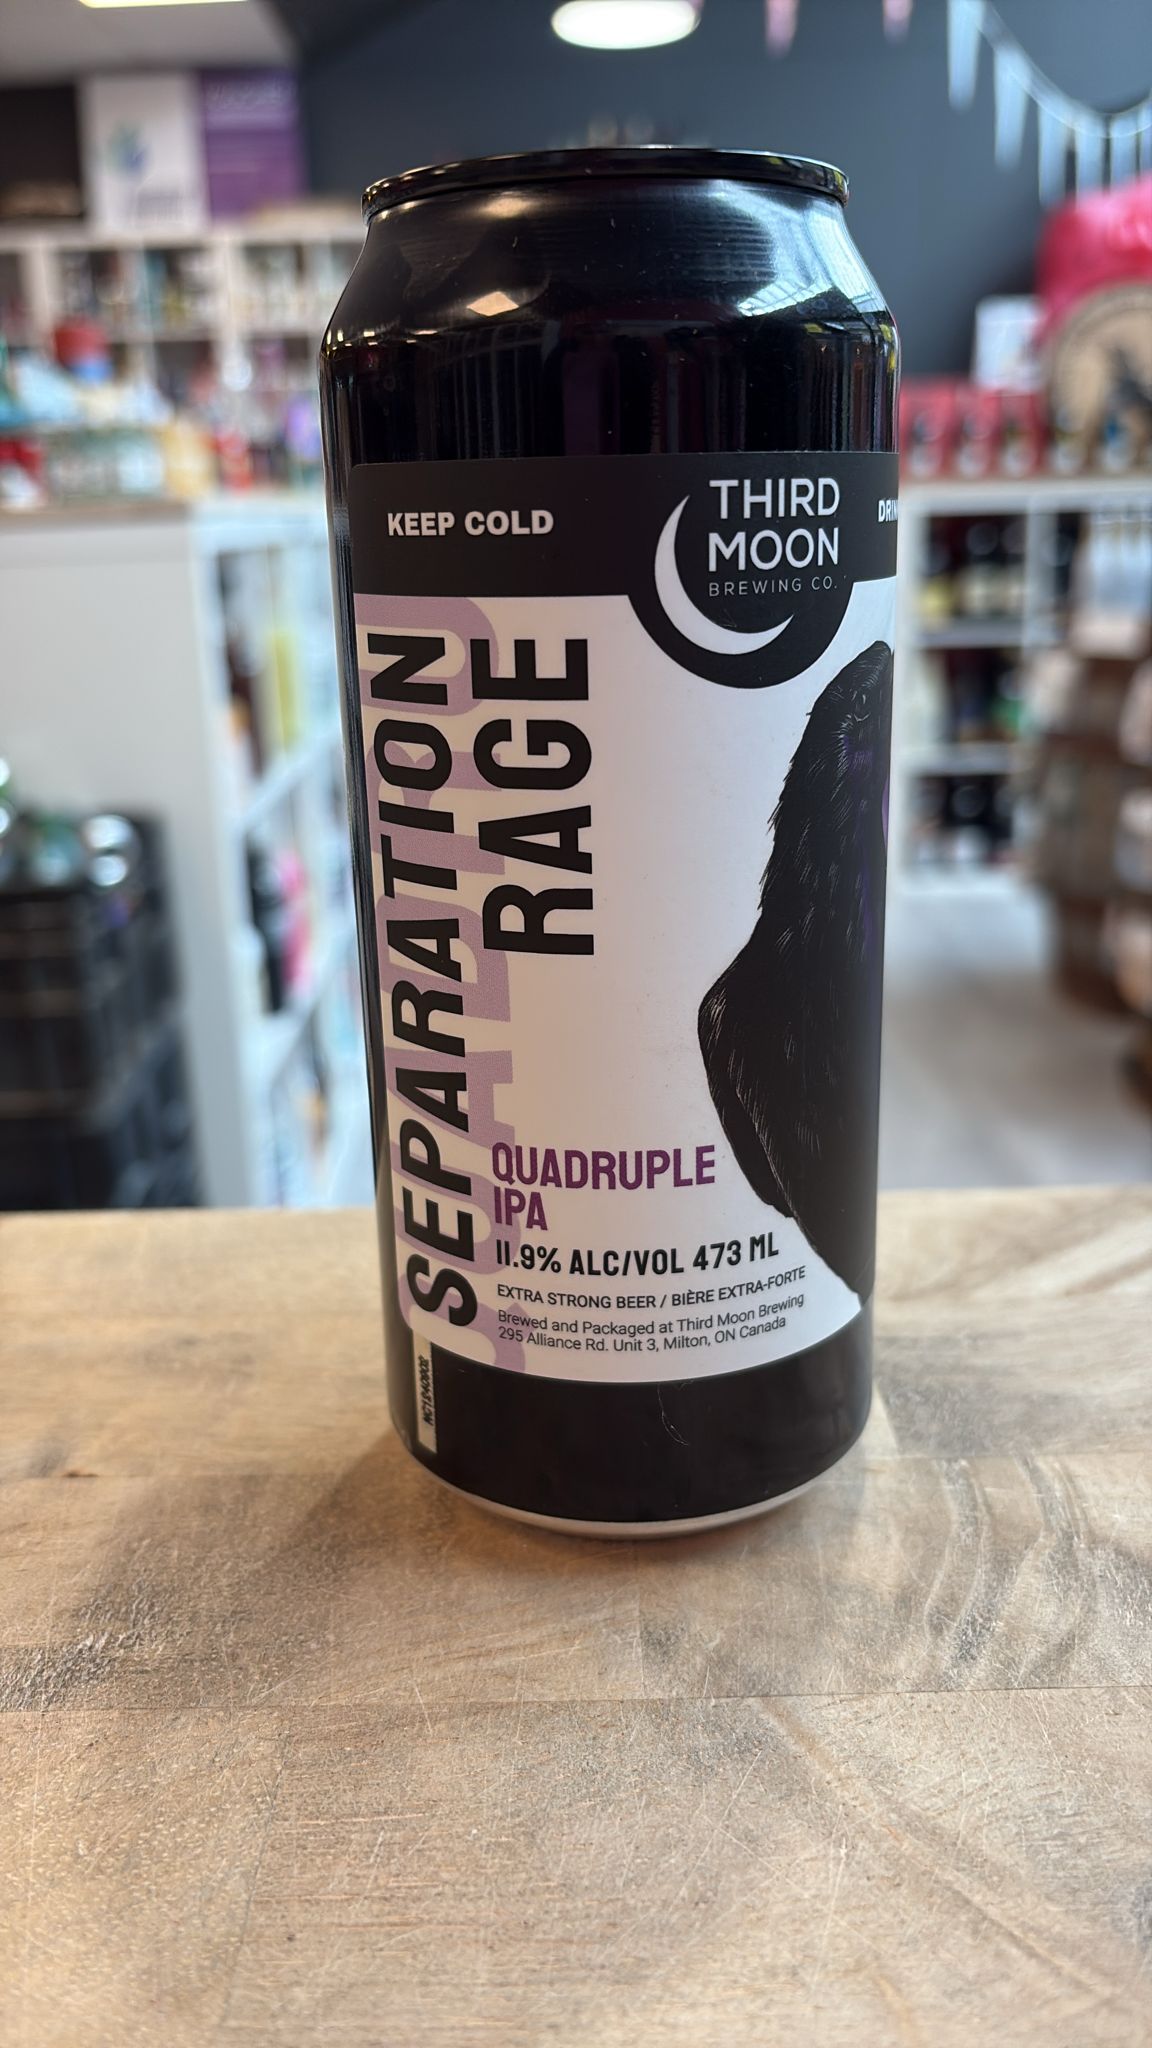 KEEP COLD
THIRD
MOON
BREWING CO.
SEPARATION
RAGE
QUADRUPLE
IPA
11.9% ALC/VOL 473 ML
EXTRA STRONG BEER / BIÈRE EXTRA-FORTE
Brewed and Packaged at Third Moon Brewing
295 Alliance Rd. Unit 3, Milton, ON Canada